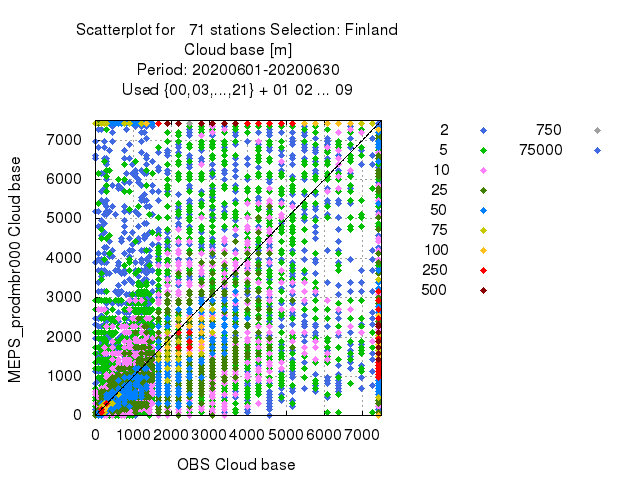 Scatterplot for   71 stations Selection: Finland
Cloud base [m]
Period: 20200601-20200630
Used {00,03,...,21} + 01 02 ... 09
MEPS_prodmbr000 Cloud base
7000
6000
5000
4000
3000
2000
1000
0
0 1000 2000 3000 4000 5000 6000 7000
OBS Cloud base
2 750
5 75000
10
25
50
75
100
250
500